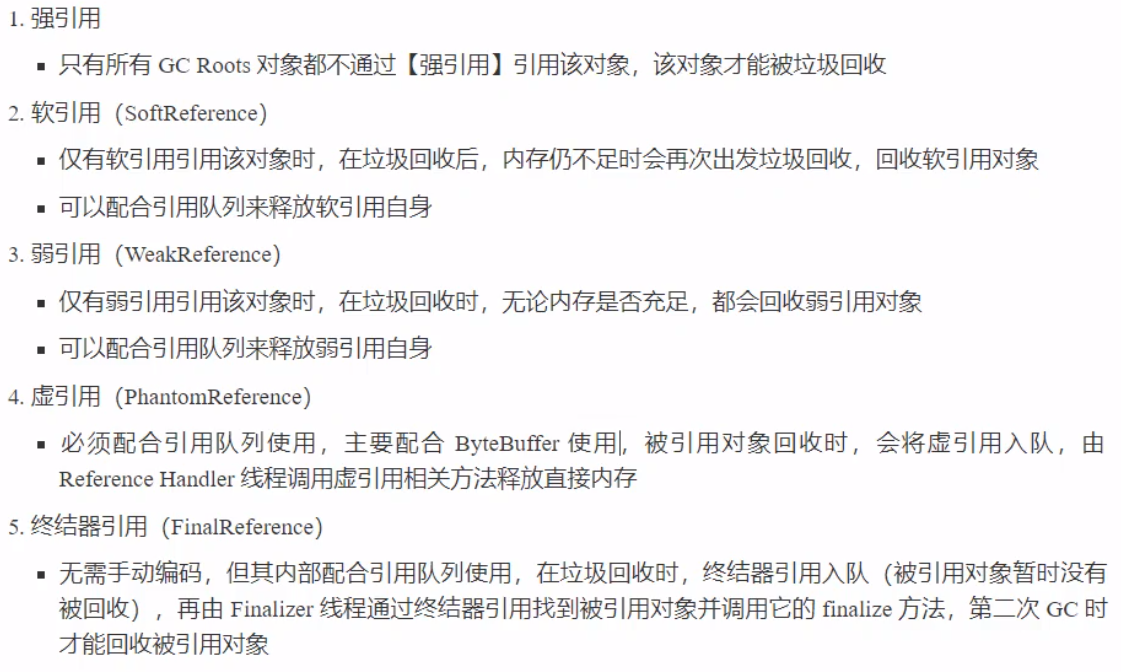 1. 强引用
▪ 只有所有 GC Roots 对象都不通过【强引用】引用该对象，该对象才能被垃圾回收
2. 软引用（SoftReference）
▪ 仅有软引用引用该对象时，在垃圾回收后，内存仍不足时会再次出发垃圾回收，回收软引用对象
▪ 可以配合引用队列来释放软引用自身
3. 弱引用（WeakReference）
▪ 仅有弱引用引用该对象时，在垃圾回收时，无论内存是否充足，都会回收弱引用对象
▪ 可以配合引用队列来释放弱引用自身
4. 虚引用（PhantomReference）
▪ 必须配合引用队列使用，主要配合 ByteBuffer 使用，被引用对象回收时，会将虚引用入队，由
Reference Handler 线程调用虚引用相关方法释放直接内存
5. 终结器引用（FinalReference）
▪ 无需手动编码，但其内部配合引用队列使用，在垃圾回收时，终结器引用入队（被引用对象暂时没有
被回收），再由 Finalizer 线程通过终结器引用找到被引用对象并调用它的 finalize 方法，第二次 GC 时
才能回收被引用对象